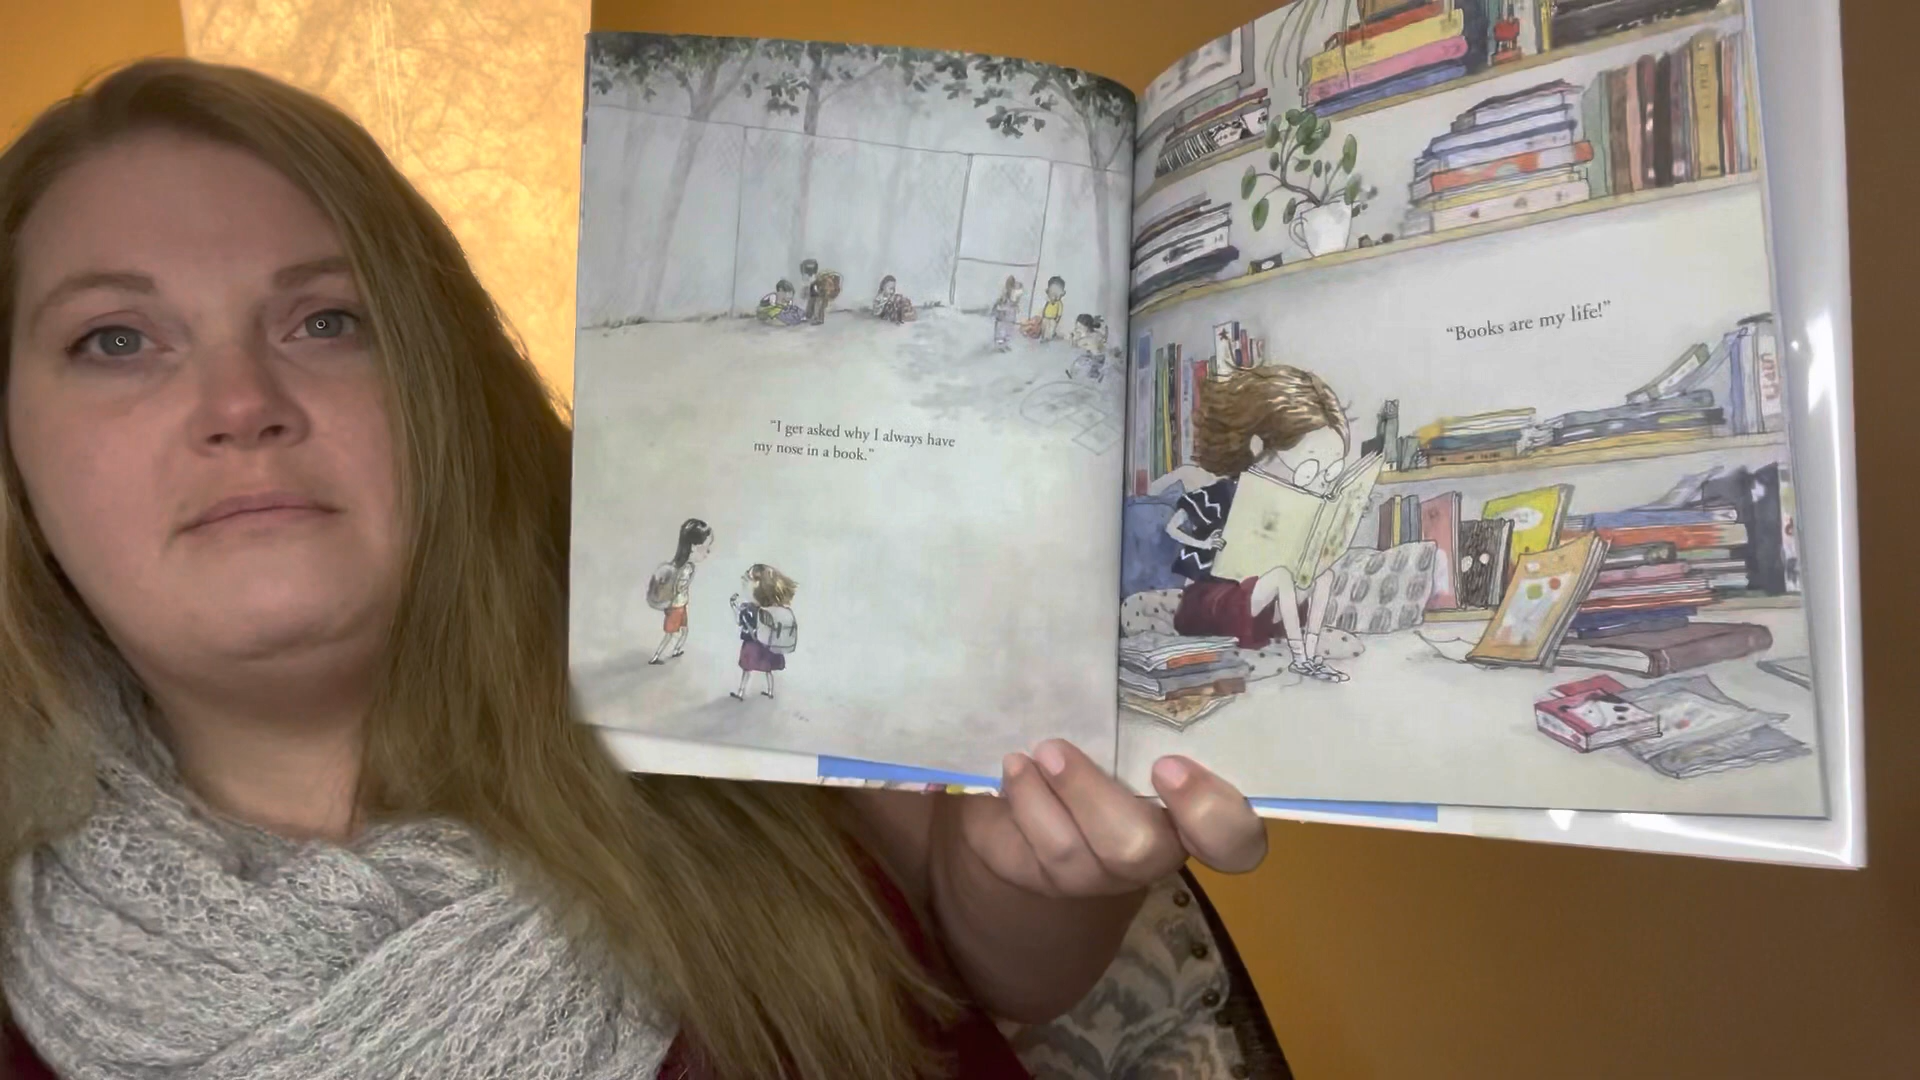 “I get asked why I always have
my nose in a book.”
“Books are my life!”